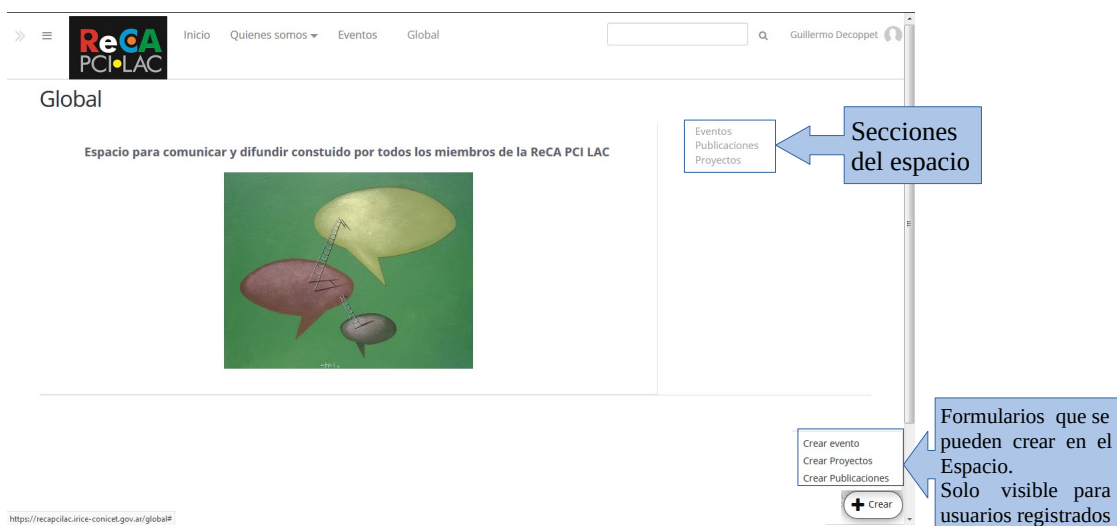 ReCA
PCI LAC
Inicio Quienes somos Eventos Global
Guillermo Decoppet
Global
Espacio para comunicar y difundir constuido por todos los miembros de la ReCA PCI LAC
Eventos
Publicaciones
Proyectos
Secciones
del espacio
Crear evento
Crear Proyectos
Crear Publicaciones
Crear
Formularios que se
pueden crear en el
Espacio.
Solo visible para
usuarios registrados
https://recapcilac.irice-conicet.gov.ar/global#